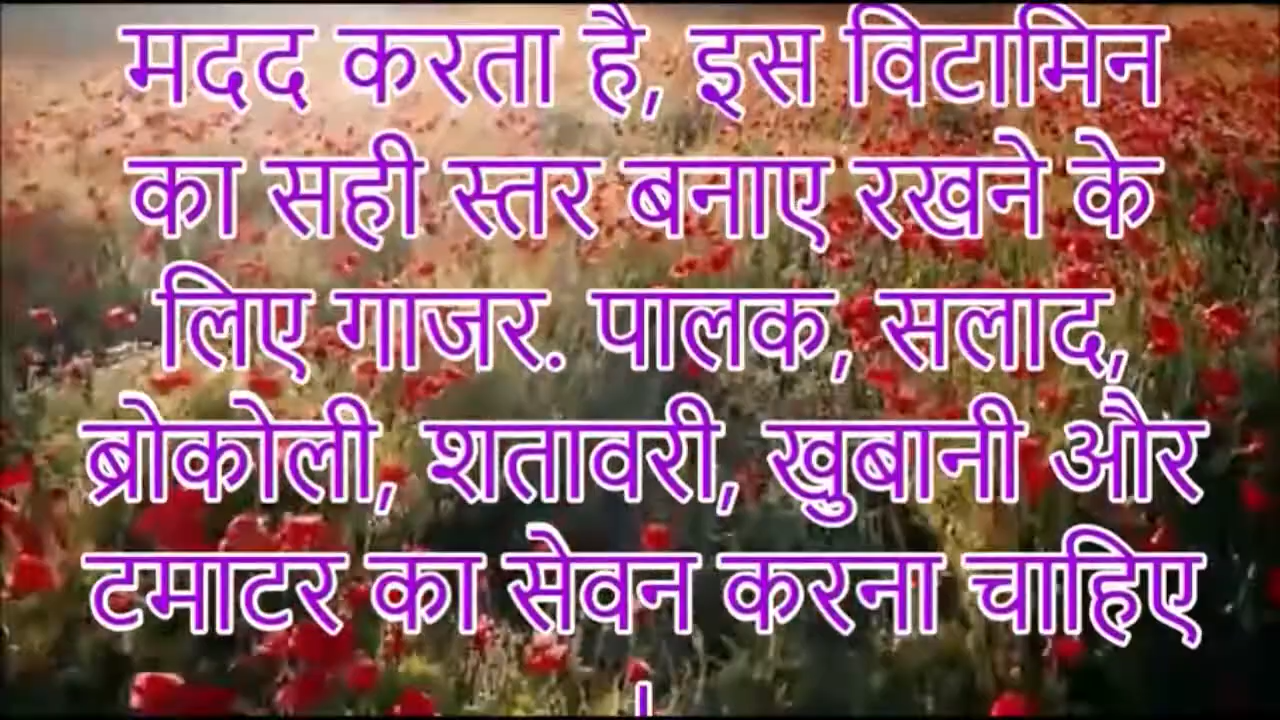 मदद करता है, इस विटामिन
का सही स्तर बनाए रखने के
लिए गाजर. पालक, सलाद,
ब्रोकोली, शतावरी, खुबानी और
टमाटर का सेवन करना चाहिए
।